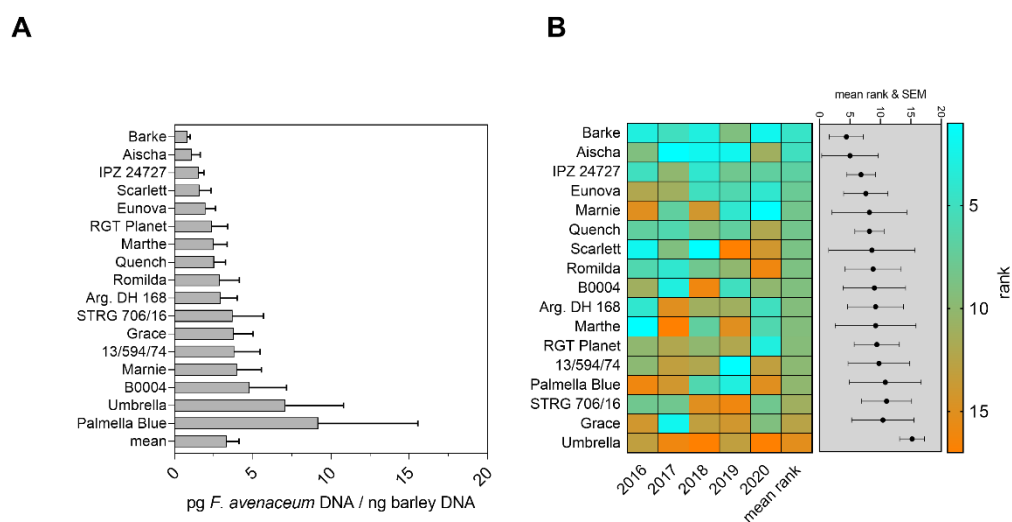 A
Barke
Aischa
IPZ 24727
Scarlett
Eunova
RGT Planet
Marthe
Quench
Romilda
Arg. DH 168
STRG 706/16
Grace
13/594/74
Marnie
B0004
Umbrella
Palmella Blue
mean
0 5 10 15 20
pg F. avenaceum DNA / ng barley DNA
B
mean rank & SEM
0 5 10 15 20
Barke
Aischa
IPZ 24727
Eunova
Marnie
Quench
Scarlett
Romilda
B0004
Arg. DH 168
Marthe
RGT Planet
13/594/74
Palmella Blue
STRG 706/16
Grace
Umbrella
2016 2017 2018 2019 2020 mean rank
5
10
15
rank